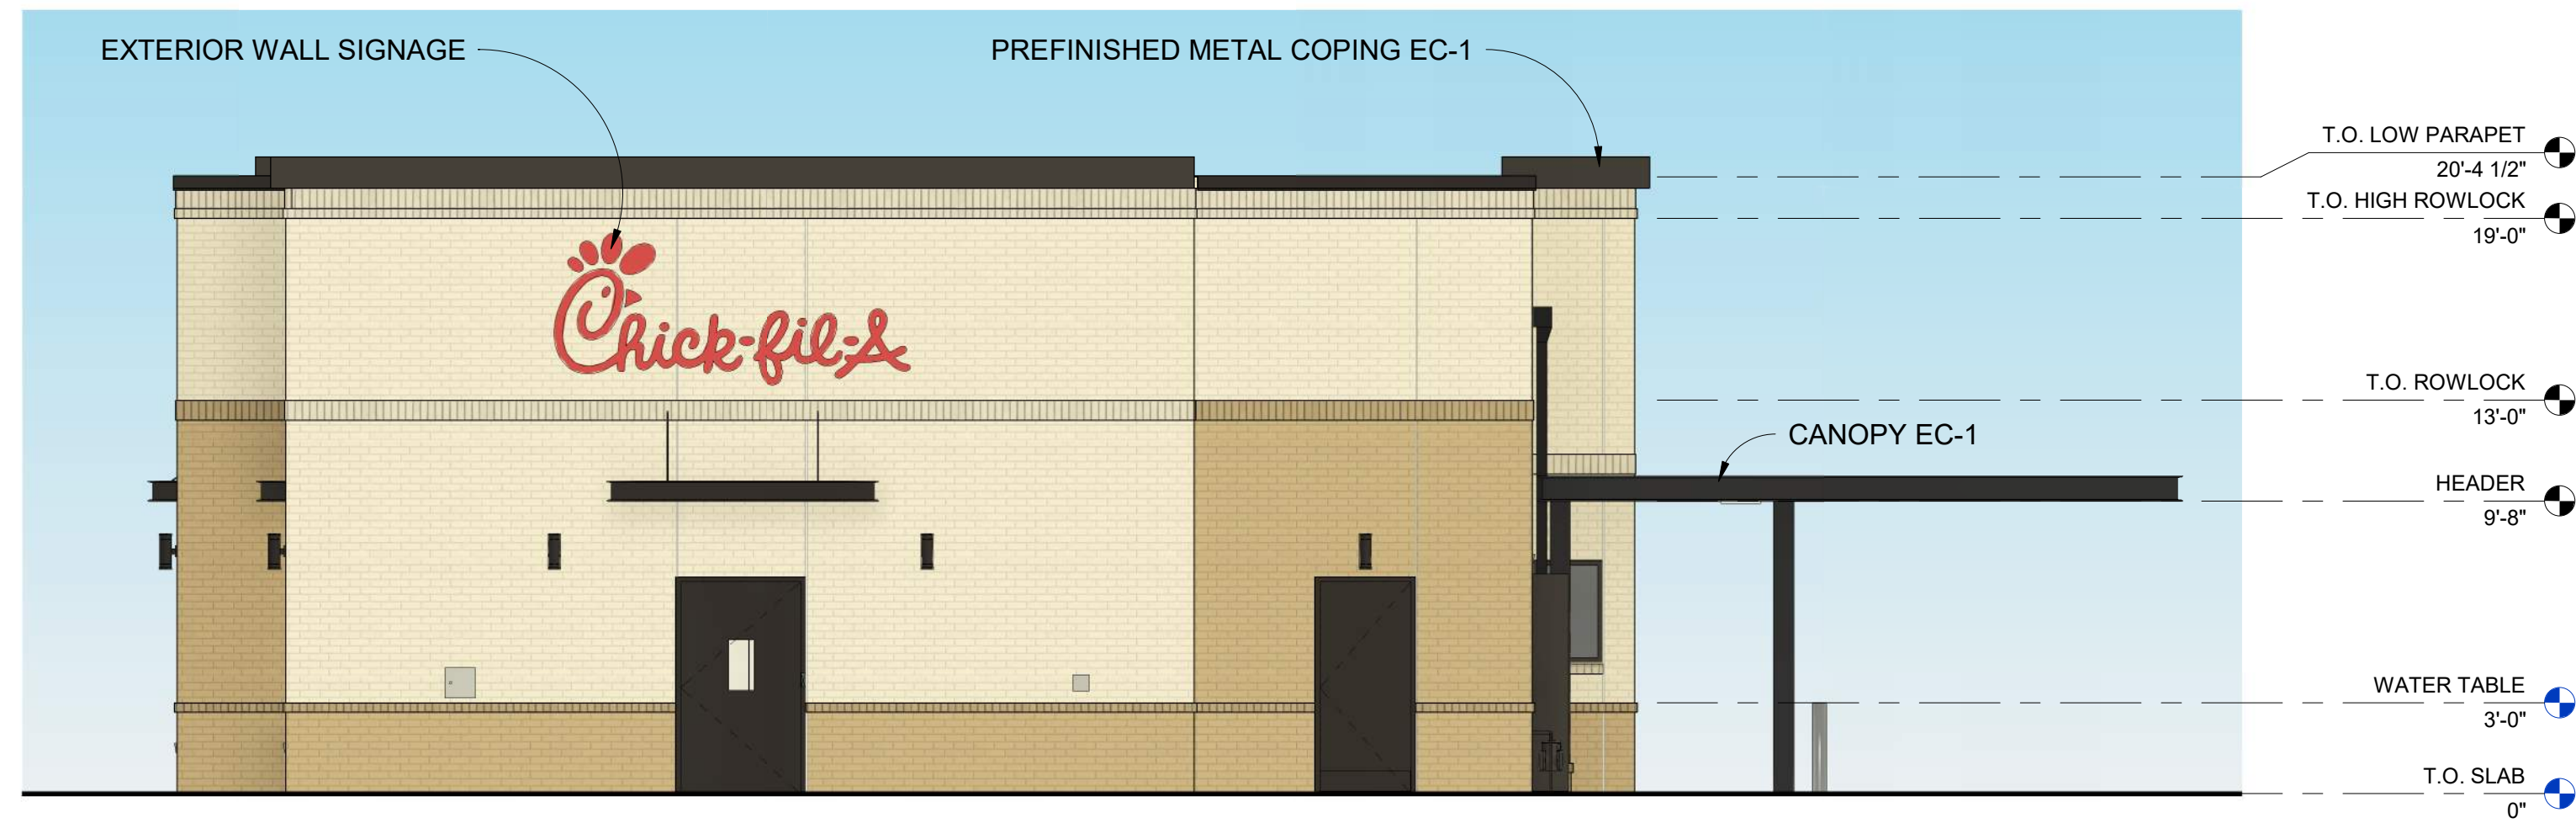 EXTERIOR WALL SIGNAGE
PREFINISHED METAL COPING EC-1
T.O. LOW PARAPET
20'-4 1/2"
T.O. HIGH ROWLOCK
19'-0"
Chick-fil-A
T.O. ROWLOCK
13'-0"
CANOPY EC-1
HEADER
9'-8"
WATER TABLE
3'-0"
T.O. SLAB
0"